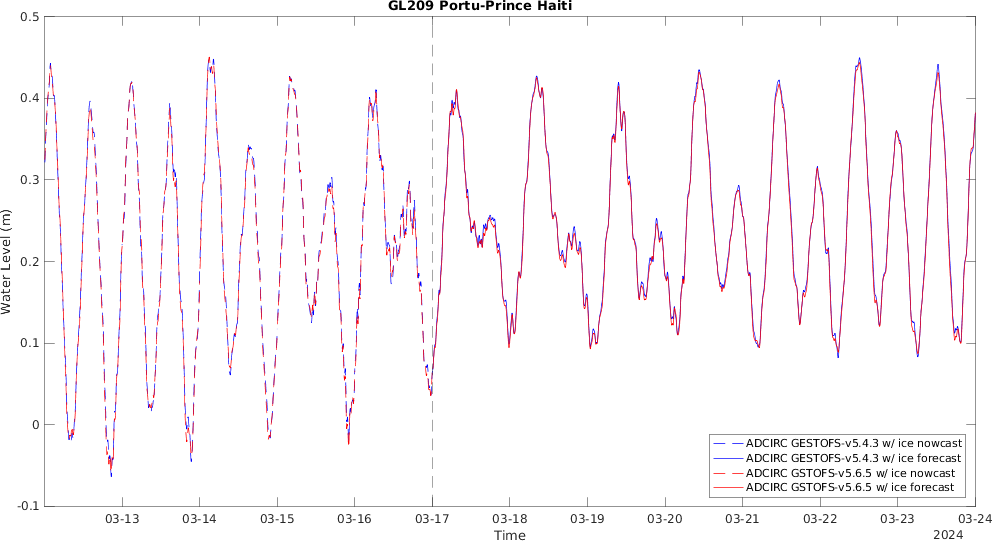 GL209 Portu-Prince Haiti
0.5
0.4
0.3
0.2
0.1
0
-0.1
Water Level (m)
ADCIRC GESTOFS-v5.4.3 w/ ice nowcast
ADCIRC GESTOFS-v5.4.3 w/ ice forecast
ADCIRC GSTOFS-v5.6.5 w/ ice nowcast
ADCIRC GSTOFS-v5.6.5 w/ ice forecast
03-13 03-14 03-15 03-16 03-17 03-18 03-19 03-20 03-21 03-22 03-23 03-24
Time
2024